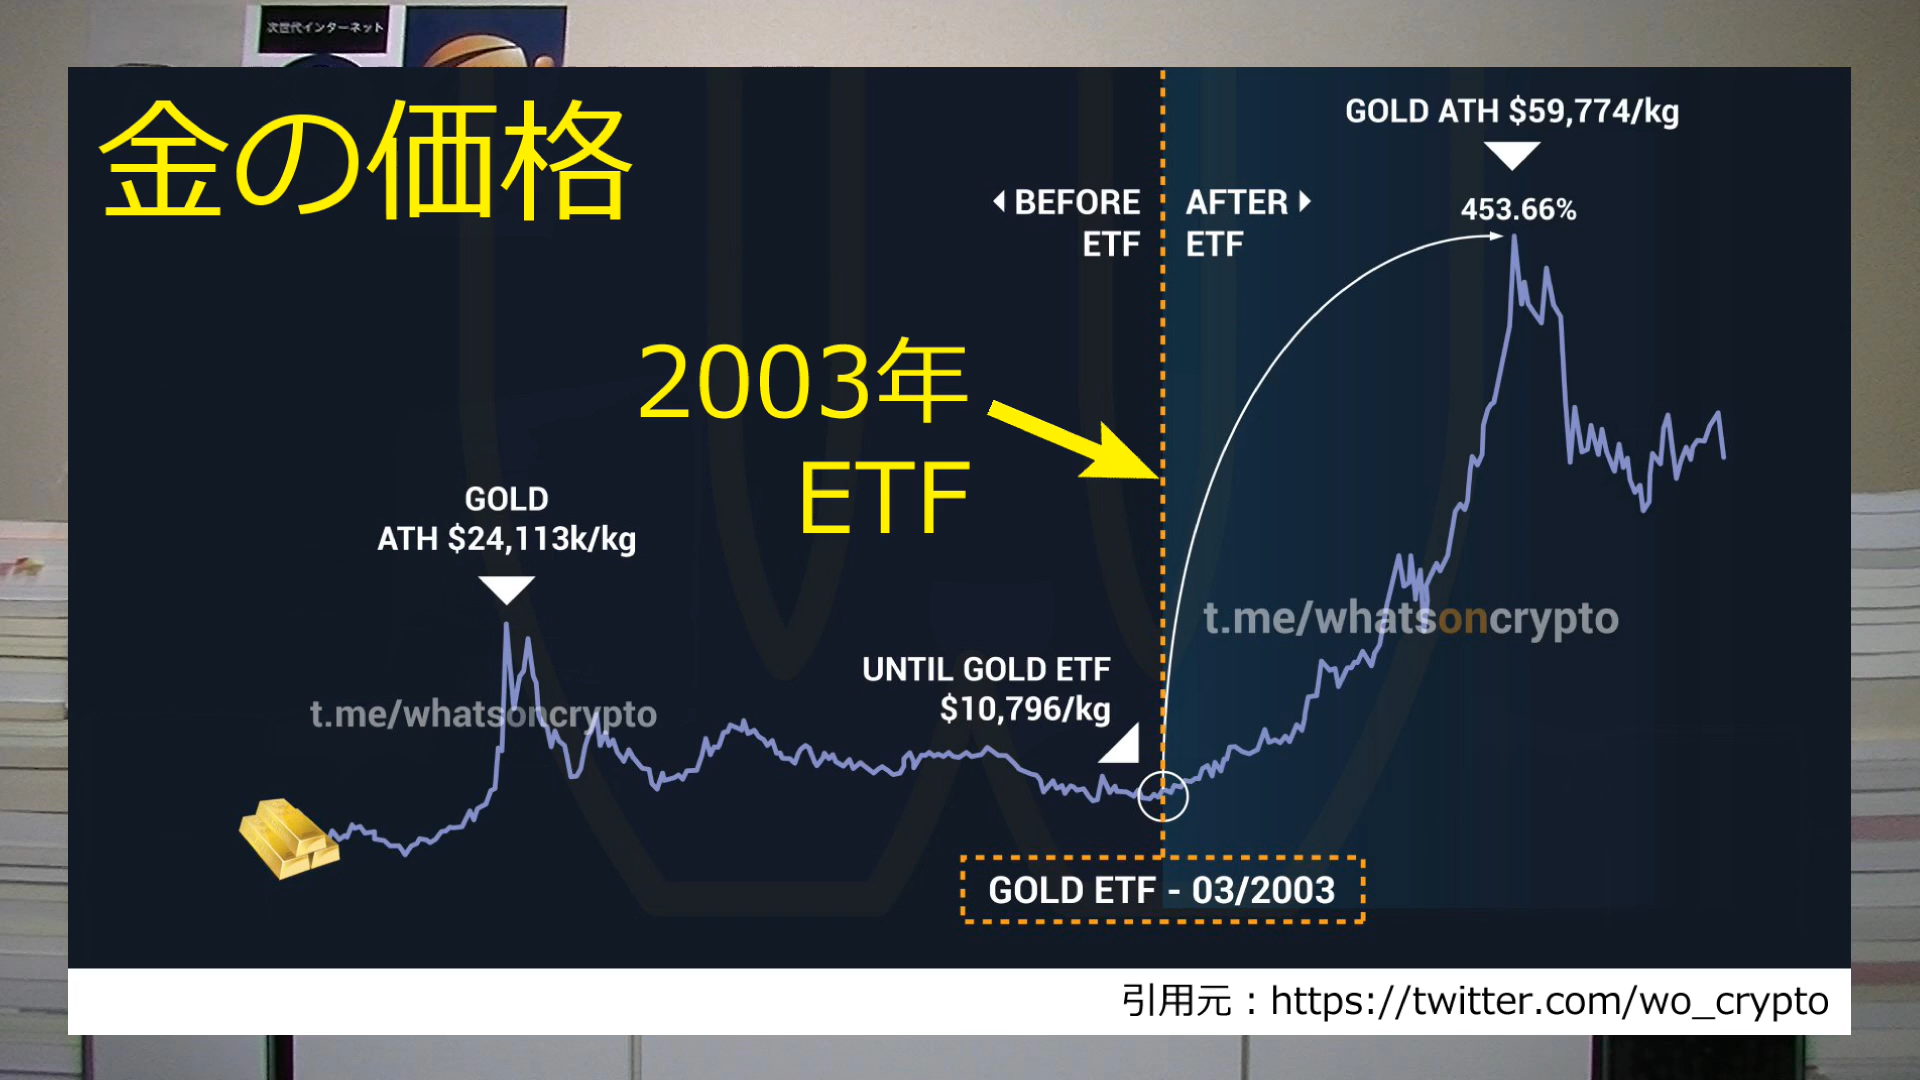 次世代インターネット
金の価格
GOLD ATH $59,774/kg
453.66%
BEFORE
ETF
AFTER
ETF
2003年
ETF
GOLD
ATH $24,113k/kg
t.me/whatsoncrypto
UNTIL GOLD ETF
$10,796/kg
t.me/whatsoncrypto
GOLD ETF - 03/2003
引用元：https://twitter.com/wo_crypto